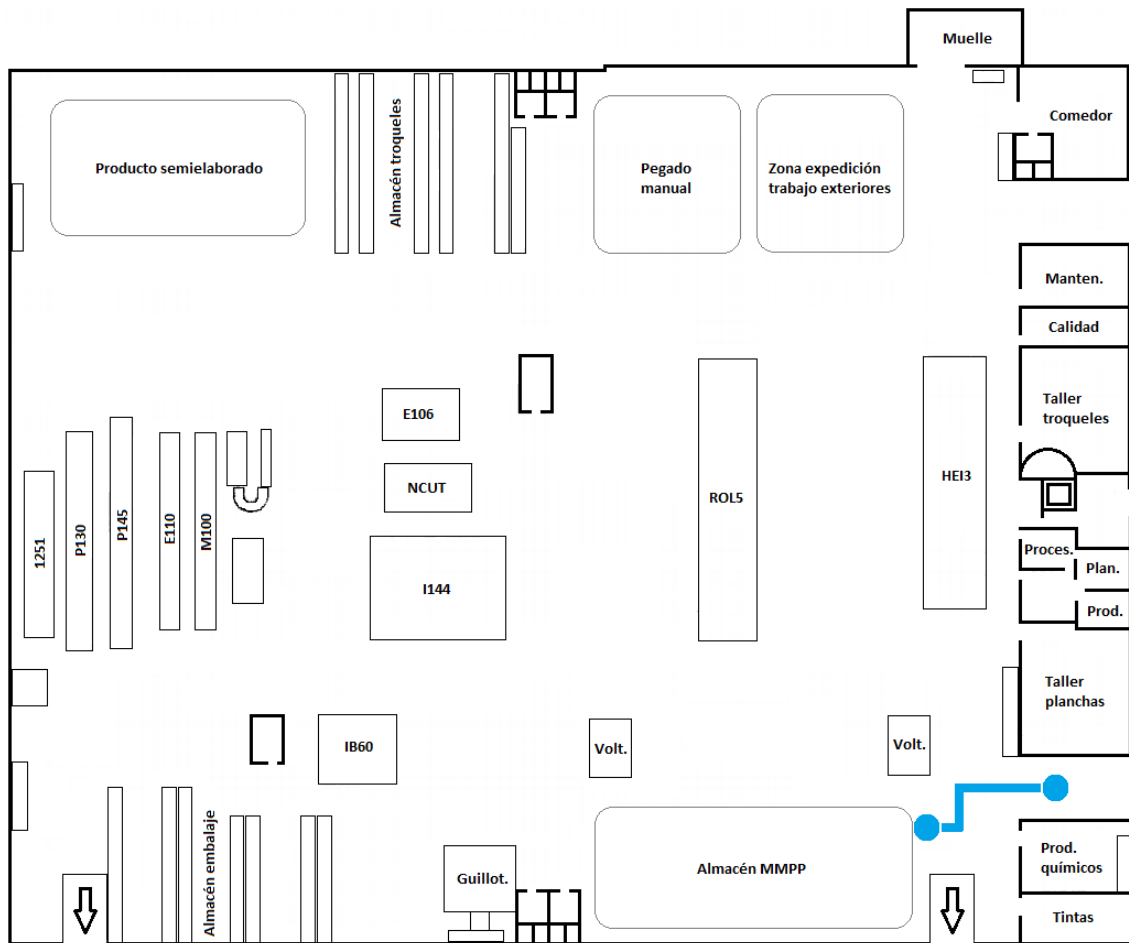 Muelle
Comedor
Producto semielaborado
Almacén troqueles
Pegado
manual
Zona expedición
trabajo exteriores
Manten.
Calidad
Taller
troqueles
E106
NCUT
ROL5
HEI3
1251
P130
P145
E110
M100
I144
Proces.
Plan.
Prod.
Taller
planchas
IB60
Volt.
Volt.
Almacén embalaje
Guillot.
Almacén MMPP
Prod.
químicos
Tintas